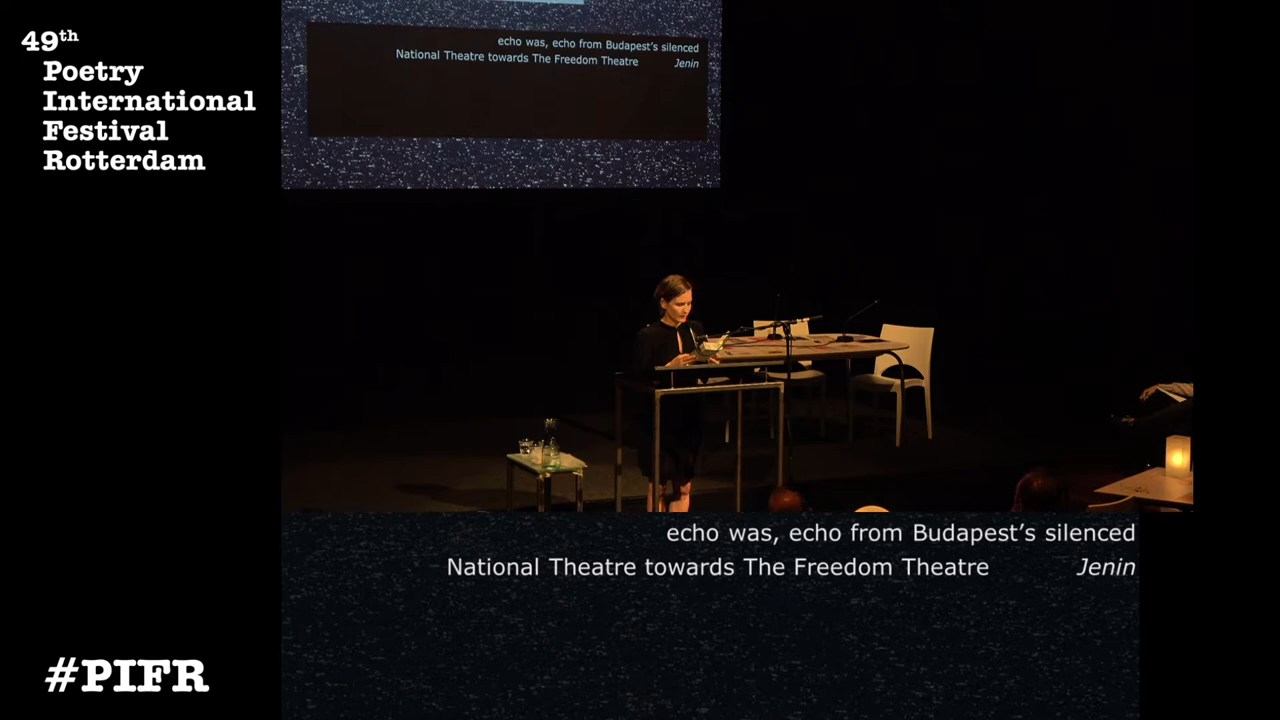 49th
Poetry
International
Festival
Rotterdam
echo was, echo from Budapest's silenced
National Theatre towards The Freedom Theatre Jenin
echo was, echo from Budapest's silenced
National Theatre towards The Freedom Theatre Jenin
#PIFR